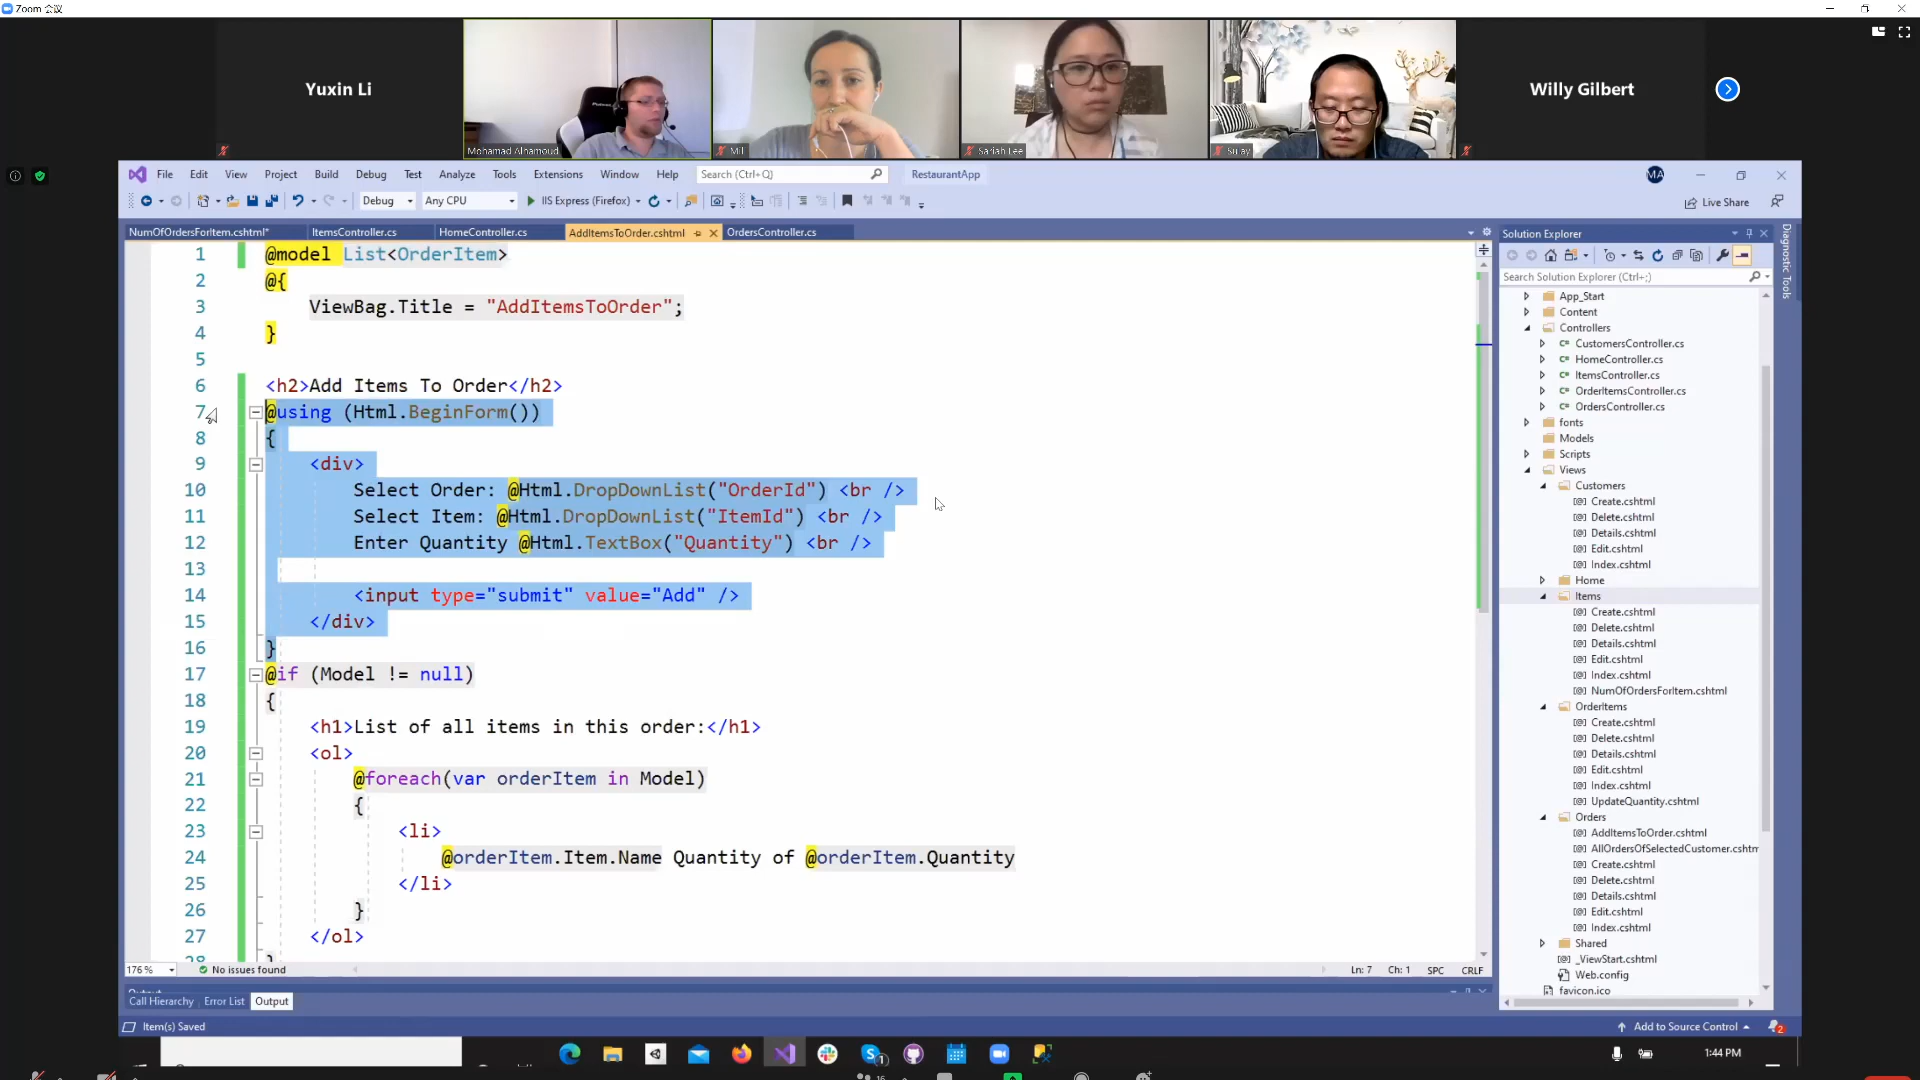 Zoom 会议
Yuxin Li
Mohamad Alhamoud
Mil
Sariah Lee
Willy Gilbert
File Edit View Project Build Debug Test Analyze Tools Extensions Window Help Search (Ctrl+Q) RestaurantApp
MA
Debug Any CPU IIS Express (Firefox) Live Share
NumOfOrdersForItem.cshtml* ItemsController.cs HomeController.cs AddItemsToOrder.cshtml OrdersController.cs
1 @model List<OrderItem>
2 @{
3 ViewBag.Title = "AddItemsToOrder";
4 }
5
6 <h2>Add Items To Order</h2>
7 @using (Html.BeginForm())
8 {
9 <div>
10 Select Order: @Html.DropDownList("OrderId") <br />
11 Select Item: @Html.DropDownList("ItemId") <br />
12 Enter Quantity @Html.TextBox("Quantity") <br />
13
14 <input type="submit" value="Add" />
15 </div>
16 }
17 @if (Model != null)
18 {
19 <h1>List of all items in this order:</h1>
20 <ol>
21 @foreach(var orderItem in Model)
22 {
23 <li>
24 @orderItem.Item.Name Quantity of @orderItem.Quantity
25 </li>
26 }
27 </ol>
28 }
176 % No issues found Ln: 7 Ch: 1 SPC CRLF
Output
Call Hierarchy Error List Output
Item(s) Saved Add to Source Control 2
Solution Explorer
Search Solution Explorer (Ctrl+;)
App_Start
Content
Controllers
C# CustomersController.cs
C# HomeController.cs
C# ItemsController.cs
C# OrderItemsController.cs
C# OrdersController.cs
fonts
Models
Scripts
Views
Customers
Create.cshtml
Delete.cshtml
Details.cshtml
Edit.cshtml
Index.cshtml
Home
Items
Create.cshtml
Delete.cshtml
Details.cshtml
Edit.cshtml
Index.cshtml
NumOfOrdersForItem.cshtml
OrderItems
Create.cshtml
Delete.cshtml
Details.cshtml
Edit.cshtml
Index.cshtml
UpdateQuantity.cshtml
Orders
AddItemsToOrder.cshtml
AllOrdersOfSelectedCustomer.cshtm
Create.cshtml
Delete.cshtml
Details.cshtml
Edit.cshtml
Index.cshtml
Shared
_ViewStart.cshtml
Web.config
favicon.ico
Diagnostic Tools
1:44 PM